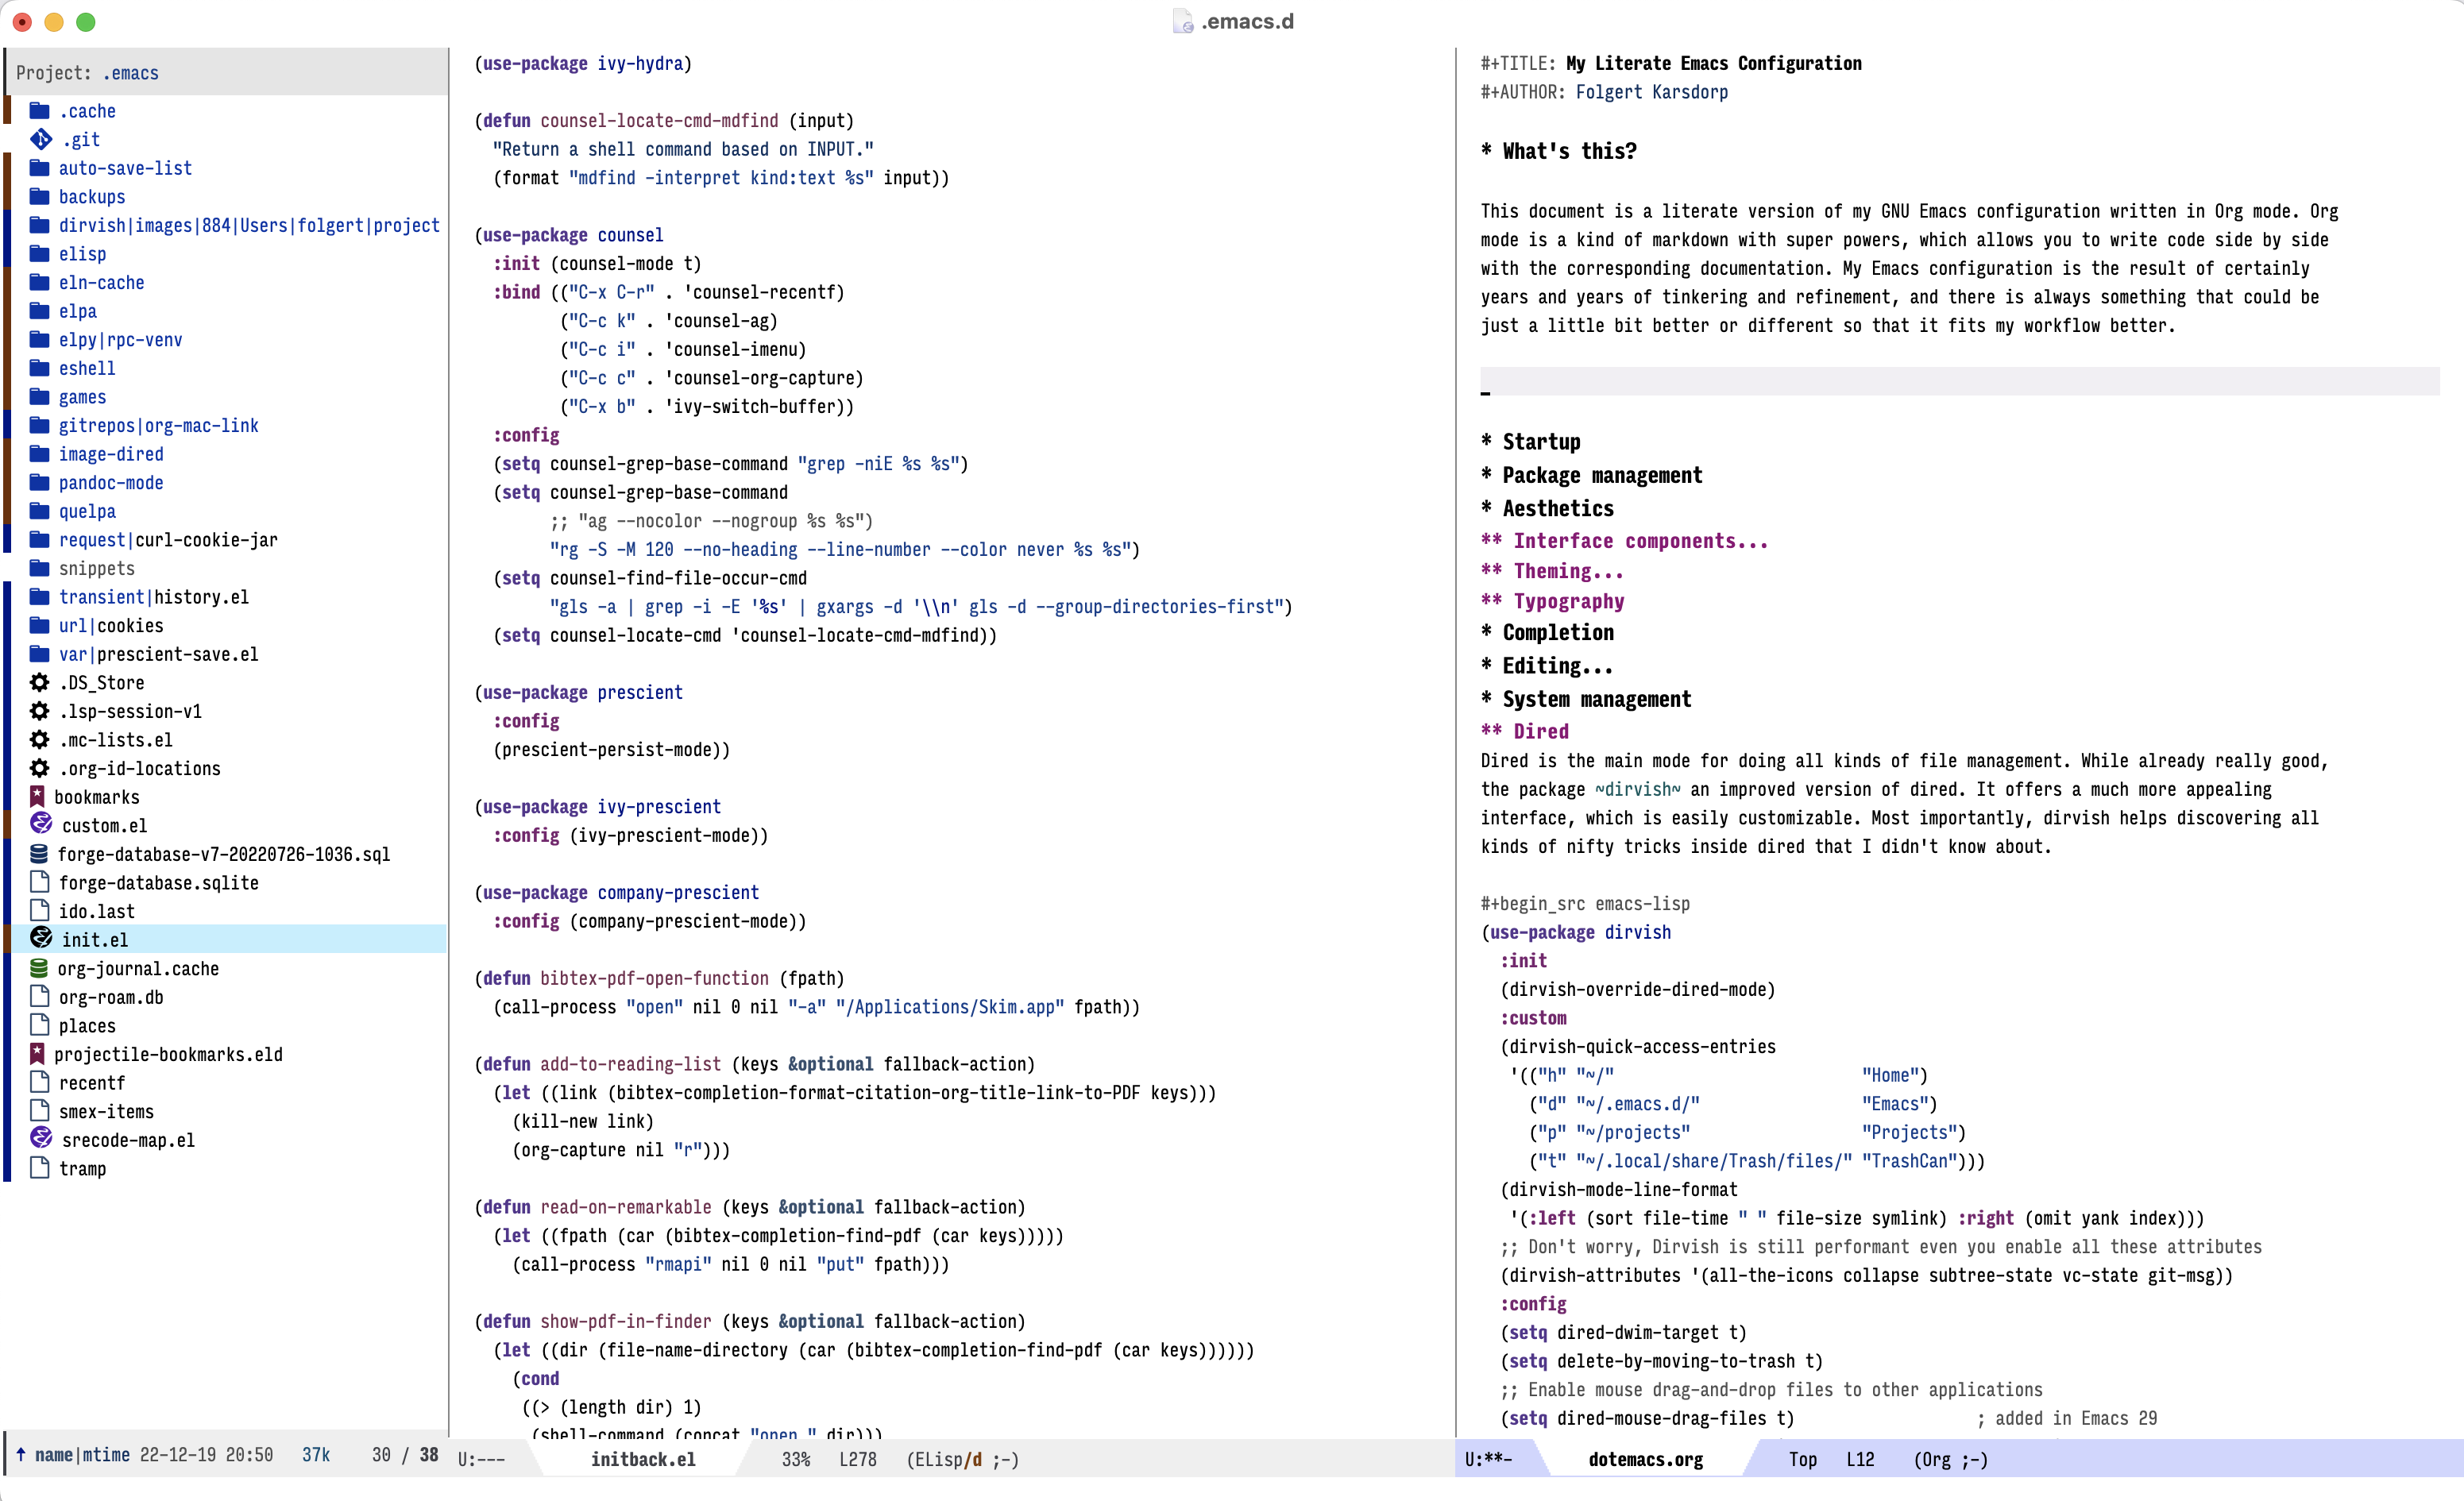 .emacs.d
Project: .emacs
.cache
.git
auto-save-list
backups
dirvish|images|884|Users|folgert|project
elisp
eln-cache
elpa
elpy|rpc-venv
eshell
games
gitrepos|org-mac-link
image-dired
pandoc-mode
quelpa
request|curl-cookie-jar
snippets
transient|history.el
url|cookies
var|prescient-save.el
.DS_Store
.lsp-session-v1
.mc-lists.el
.org-id-locations
bookmarks
custom.el
forge-database-v7-20220726-1036.sql
forge-database.sqlite
ido.last
init.el
org-journal.cache
org-roam.db
places
projectile-bookmarks.eld
recentf
smex-items
srecode-map.el
tramp
↑ name|mtime 22-12-19 20:50 37k 30 / 38
(use-package ivy-hydra)
(defun counsel-locate-cmd-mdfind (input)
"Return a shell command based on INPUT."
(format "mdfind -interpret kind:text %s" input))
(use-package counsel
:init (counsel-mode t)
:bind (("C-x C-r" . 'counsel-recentf)
("C-c k" . 'counsel-ag)
("C-c i" . 'counsel-imenu)
("C-c c" . 'counsel-org-capture)
("C-x b" . 'ivy-switch-buffer))
:config
(setq counsel-grep-base-command "grep -niE %s %s")
(setq counsel-grep-base-command
;; "ag --nocolor --nogroup %s %s")
"rg -S -M 120 --no-heading --line-number --color never %s %s")
(setq counsel-find-file-occur-cmd
"gls -a | grep -i -E '%s' | gxargs -d '\\n' gls -d --group-directories-first")
(setq counsel-locate-cmd 'counsel-locate-cmd-mdfind))
(use-package prescient
:config
(prescient-persist-mode))
(use-package ivy-prescient
:config (ivy-prescient-mode))
(use-package company-prescient
:config (company-prescient-mode))
(defun bibtex-pdf-open-function (fpath)
(call-process "open" nil 0 nil "-a" "/Applications/Skim.app" fpath))
(defun add-to-reading-list (keys &optional fallback-action)
(let ((link (bibtex-completion-format-citation-org-title-link-to-PDF keys)))
(kill-new link)
(org-capture nil "r")))
(defun read-on-remarkable (keys &optional fallback-action)
(let ((fpath (car (bibtex-completion-find-pdf (car keys)))))
(call-process "rmapi" nil 0 nil "put" fpath)))
(defun show-pdf-in-finder (keys &optional fallback-action)
(let ((dir (file-name-directory (car (bibtex-completion-find-pdf (car keys))))))
(cond
((> (length dir) 1)
(shell-command (concat "open " dir)))
U:--- initback.el 33% L278 (ELisp/d ;-)
#+TITLE: My Literate Emacs Configuration
#+AUTHOR: Folgert Karsdorp
* What's this?
This document is a literate version of my GNU Emacs configuration written in Org mode. Org
mode is a kind of markdown with super powers, which allows you to write code side by side
with the corresponding documentation. My Emacs configuration is the result of certainly
years and years of tinkering and refinement, and there is always something that could be
just a little bit better or different so that it fits my workflow better.
* Startup
* Package management
* Aesthetics
** Interface components...
** Theming...
** Typography
* Completion
* Editing...
* System management
** Dired
Dired is the main mode for doing all kinds of file management. While already really good,
the package ~dirvish~ an improved version of dired. It offers a much more appealing
interface, which is easily customizable. Most importantly, dirvish helps discovering all
kinds of nifty tricks inside dired that I didn't know about.
#+begin_src emacs-lisp
(use-package dirvish
:init
(dirvish-override-dired-mode)
:custom
(dirvish-quick-access-entries
'(("h" "~/" "Home")
("d" "~/.emacs.d/" "Emacs")
("p" "~/projects" "Projects")
("t" "~/.local/share/Trash/files/" "TrashCan")))
(dirvish-mode-line-format
'(:left (sort file-time " " file-size symlink) :right (omit yank index)))
;; Don't worry, Dirvish is still performant even you enable all these attributes
(dirvish-attributes '(all-the-icons collapse subtree-state vc-state git-msg))
:config
(setq dired-dwim-target t)
(setq delete-by-moving-to-trash t)
;; Enable mouse drag-and-drop files to other applications
(setq dired-mouse-drag-files t) ; added in Emacs 29
U:**- dotemacs.org Top L12 (Org ;-)